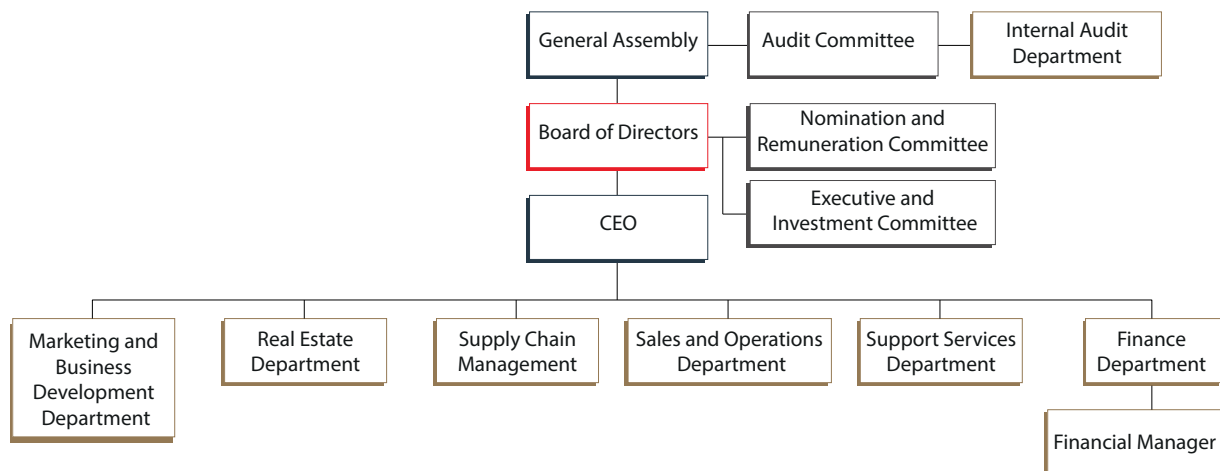 General Assembly
Audit Committee
Internal Audit
Department
Board of Directors
Nomination and
Remuneration Committee
Executive and
Investment Committee
CEO
Marketing and
Business
Development
Department
Real Estate
Department
Supply Chain
Management
Sales and Operations
Department
Support Services
Department
Finance
Department
Financial Manager